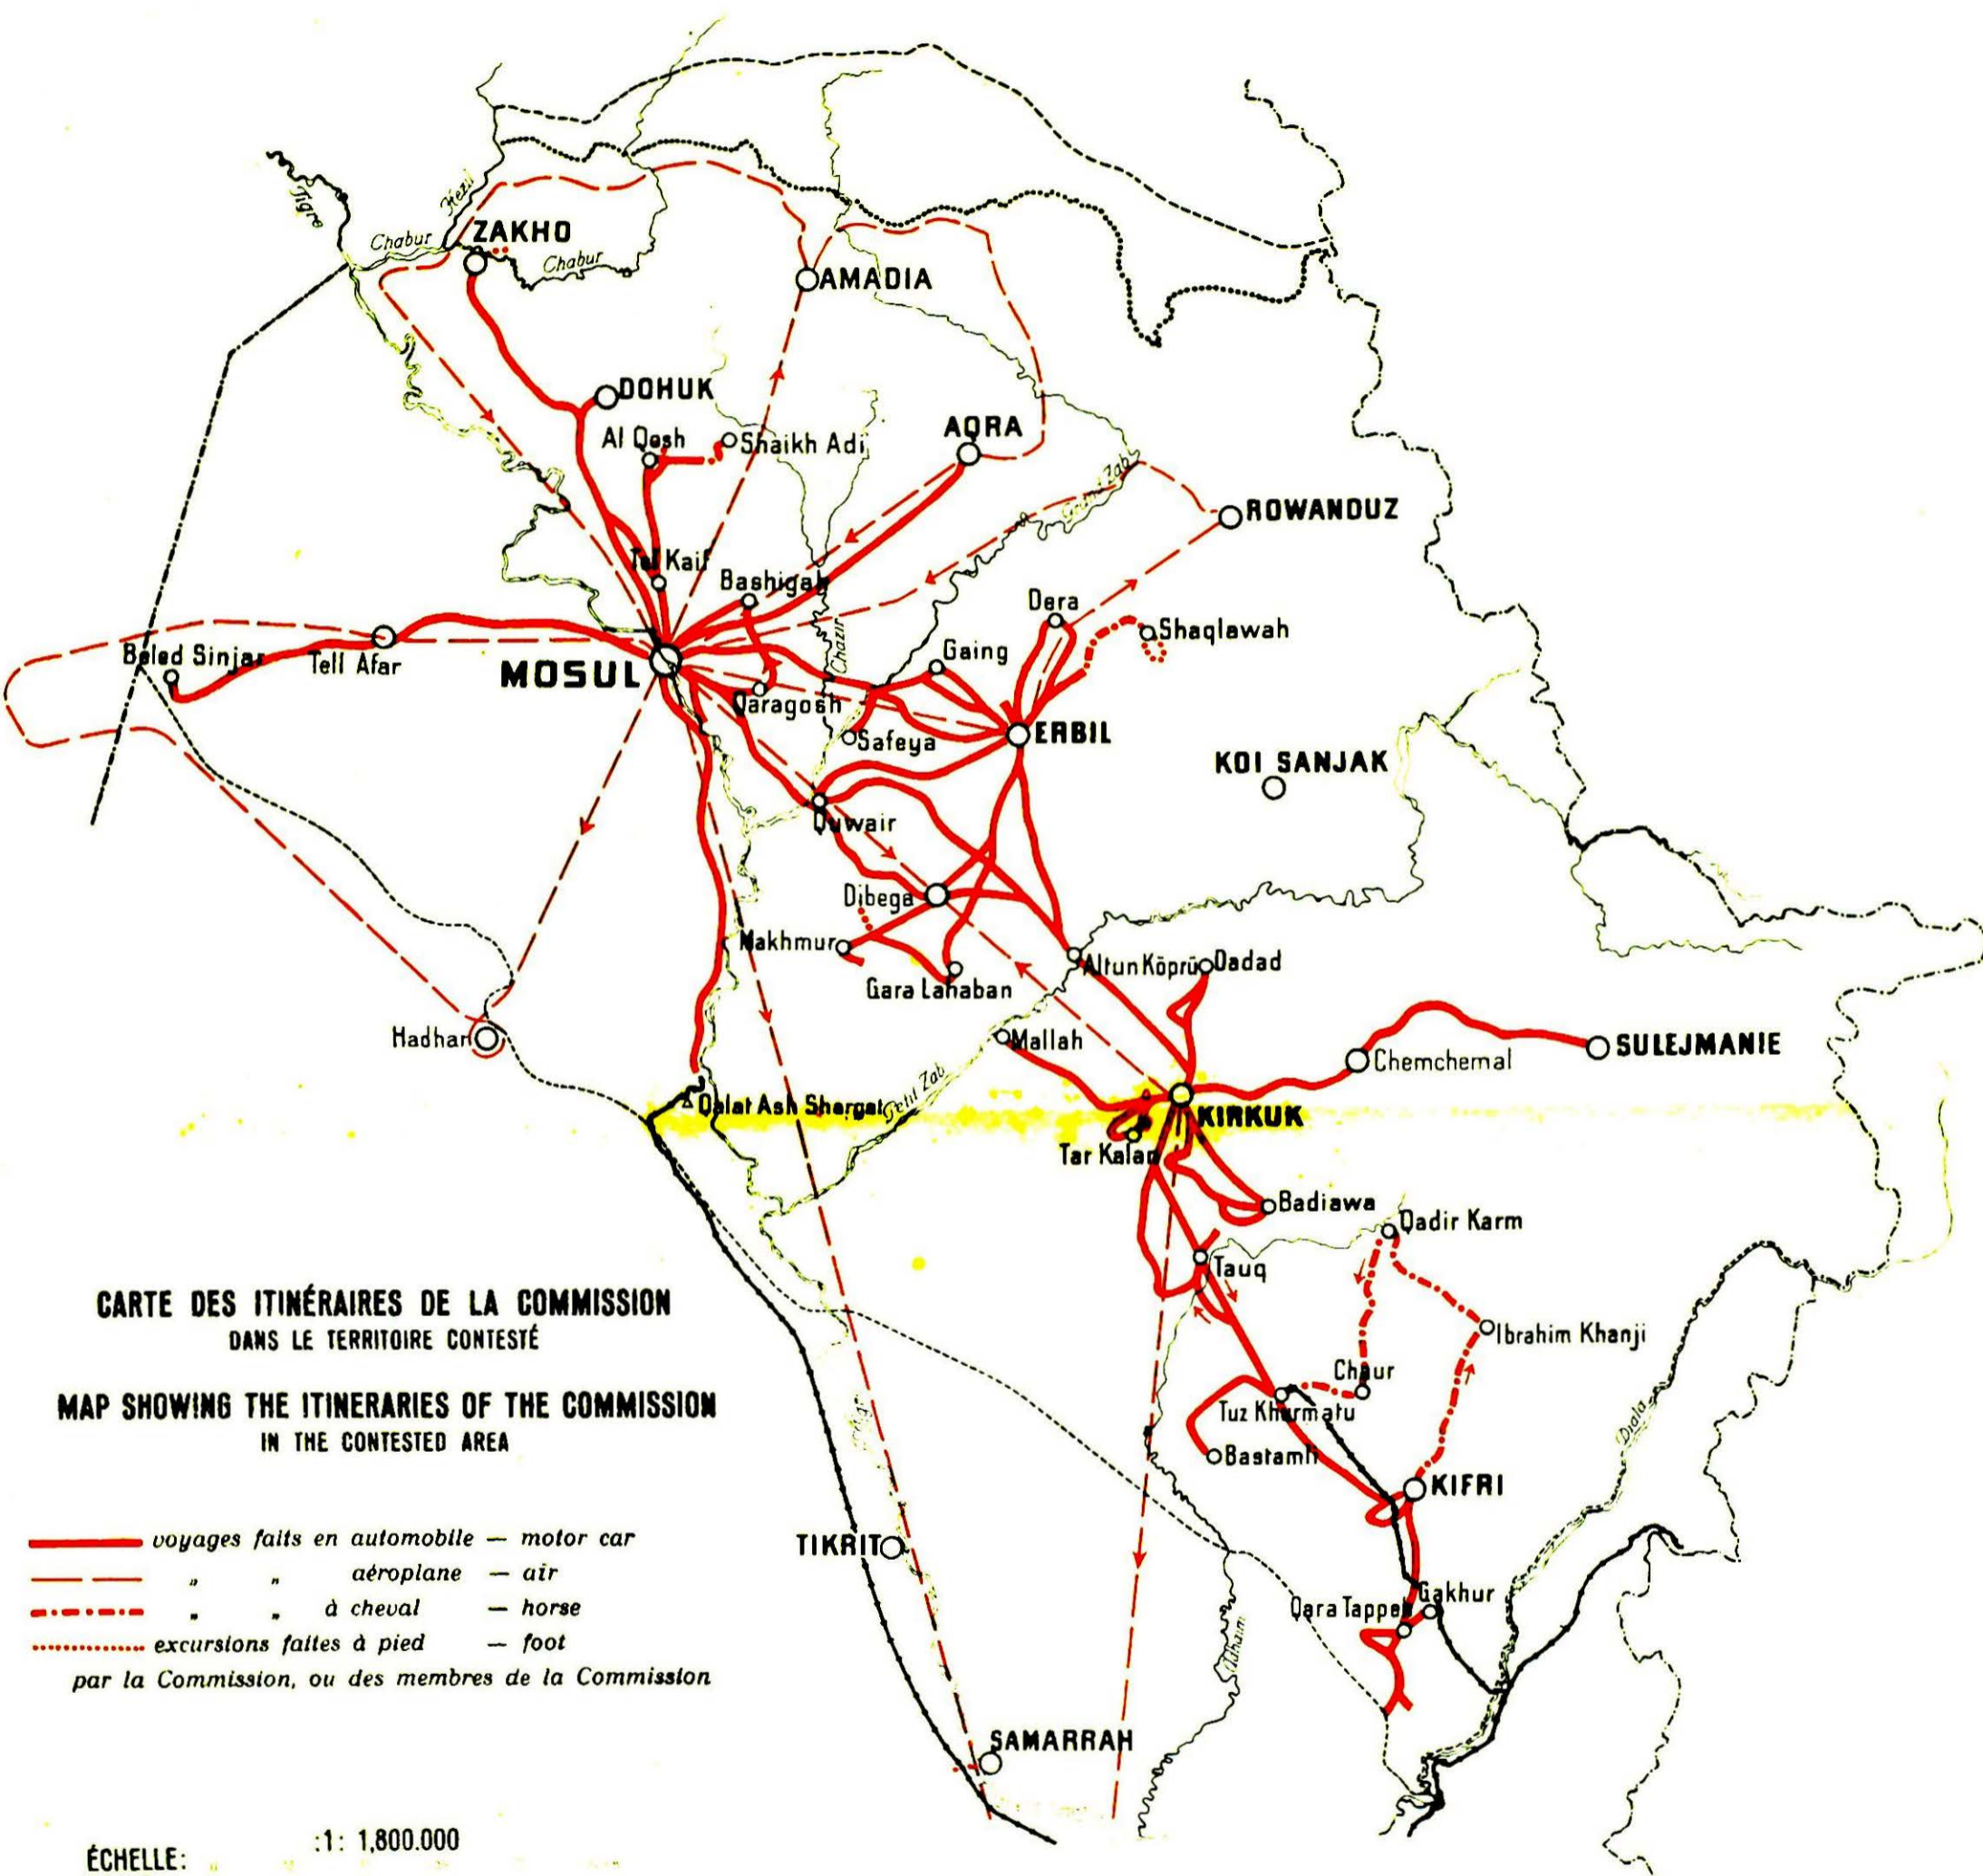 Tigre
Hezil
Chabur
ZAKHO
Chabur
AMADIA
DOHUK
Al Qosh
Shaikh Adi
AQRA
Grand Zab
ROWANDUZ
Tel Kaif
Bashiqah
Dera
Shaqlawah
Beled Sinjar
Tell Afar
MOSUL
Chazir
Gaing
Qaragosh
Safeya
ERBIL
KOI SANJAK
Quwair
Dibega
Makhmur
Gara Lahaban
Altun Köprü
Dadad
Hadhar
Mallah
Chemchemal
SULEJMANIE
Qalat Ash Shergat
Petit Zab
KIRKUK
Tar Kalan
Badiawa
Qadir Karm
Tauq
Ibrahim Khanji
Chaur
Tuz Khurmatu
Bastamli
KIFRI
Diala
TIKRIT
Qara Tappeh
Gakhur
Adhaim
SAMARRAH
CARTE DES ITINÉRAIRES DE LA COMMISSION
DANS LE TERRITOIRE CONTESTÉ
MAP SHOWING THE ITINERARIES OF THE COMMISSION
IN THE CONTESTED AREA
voyages faits en automobile — motor car
„ „ aéroplane — air
„ „ à cheval — horse
excursions faites à pied — foot
par la Commission, ou des membres de la Commission
ÉCHELLE: :1: 1,800.000